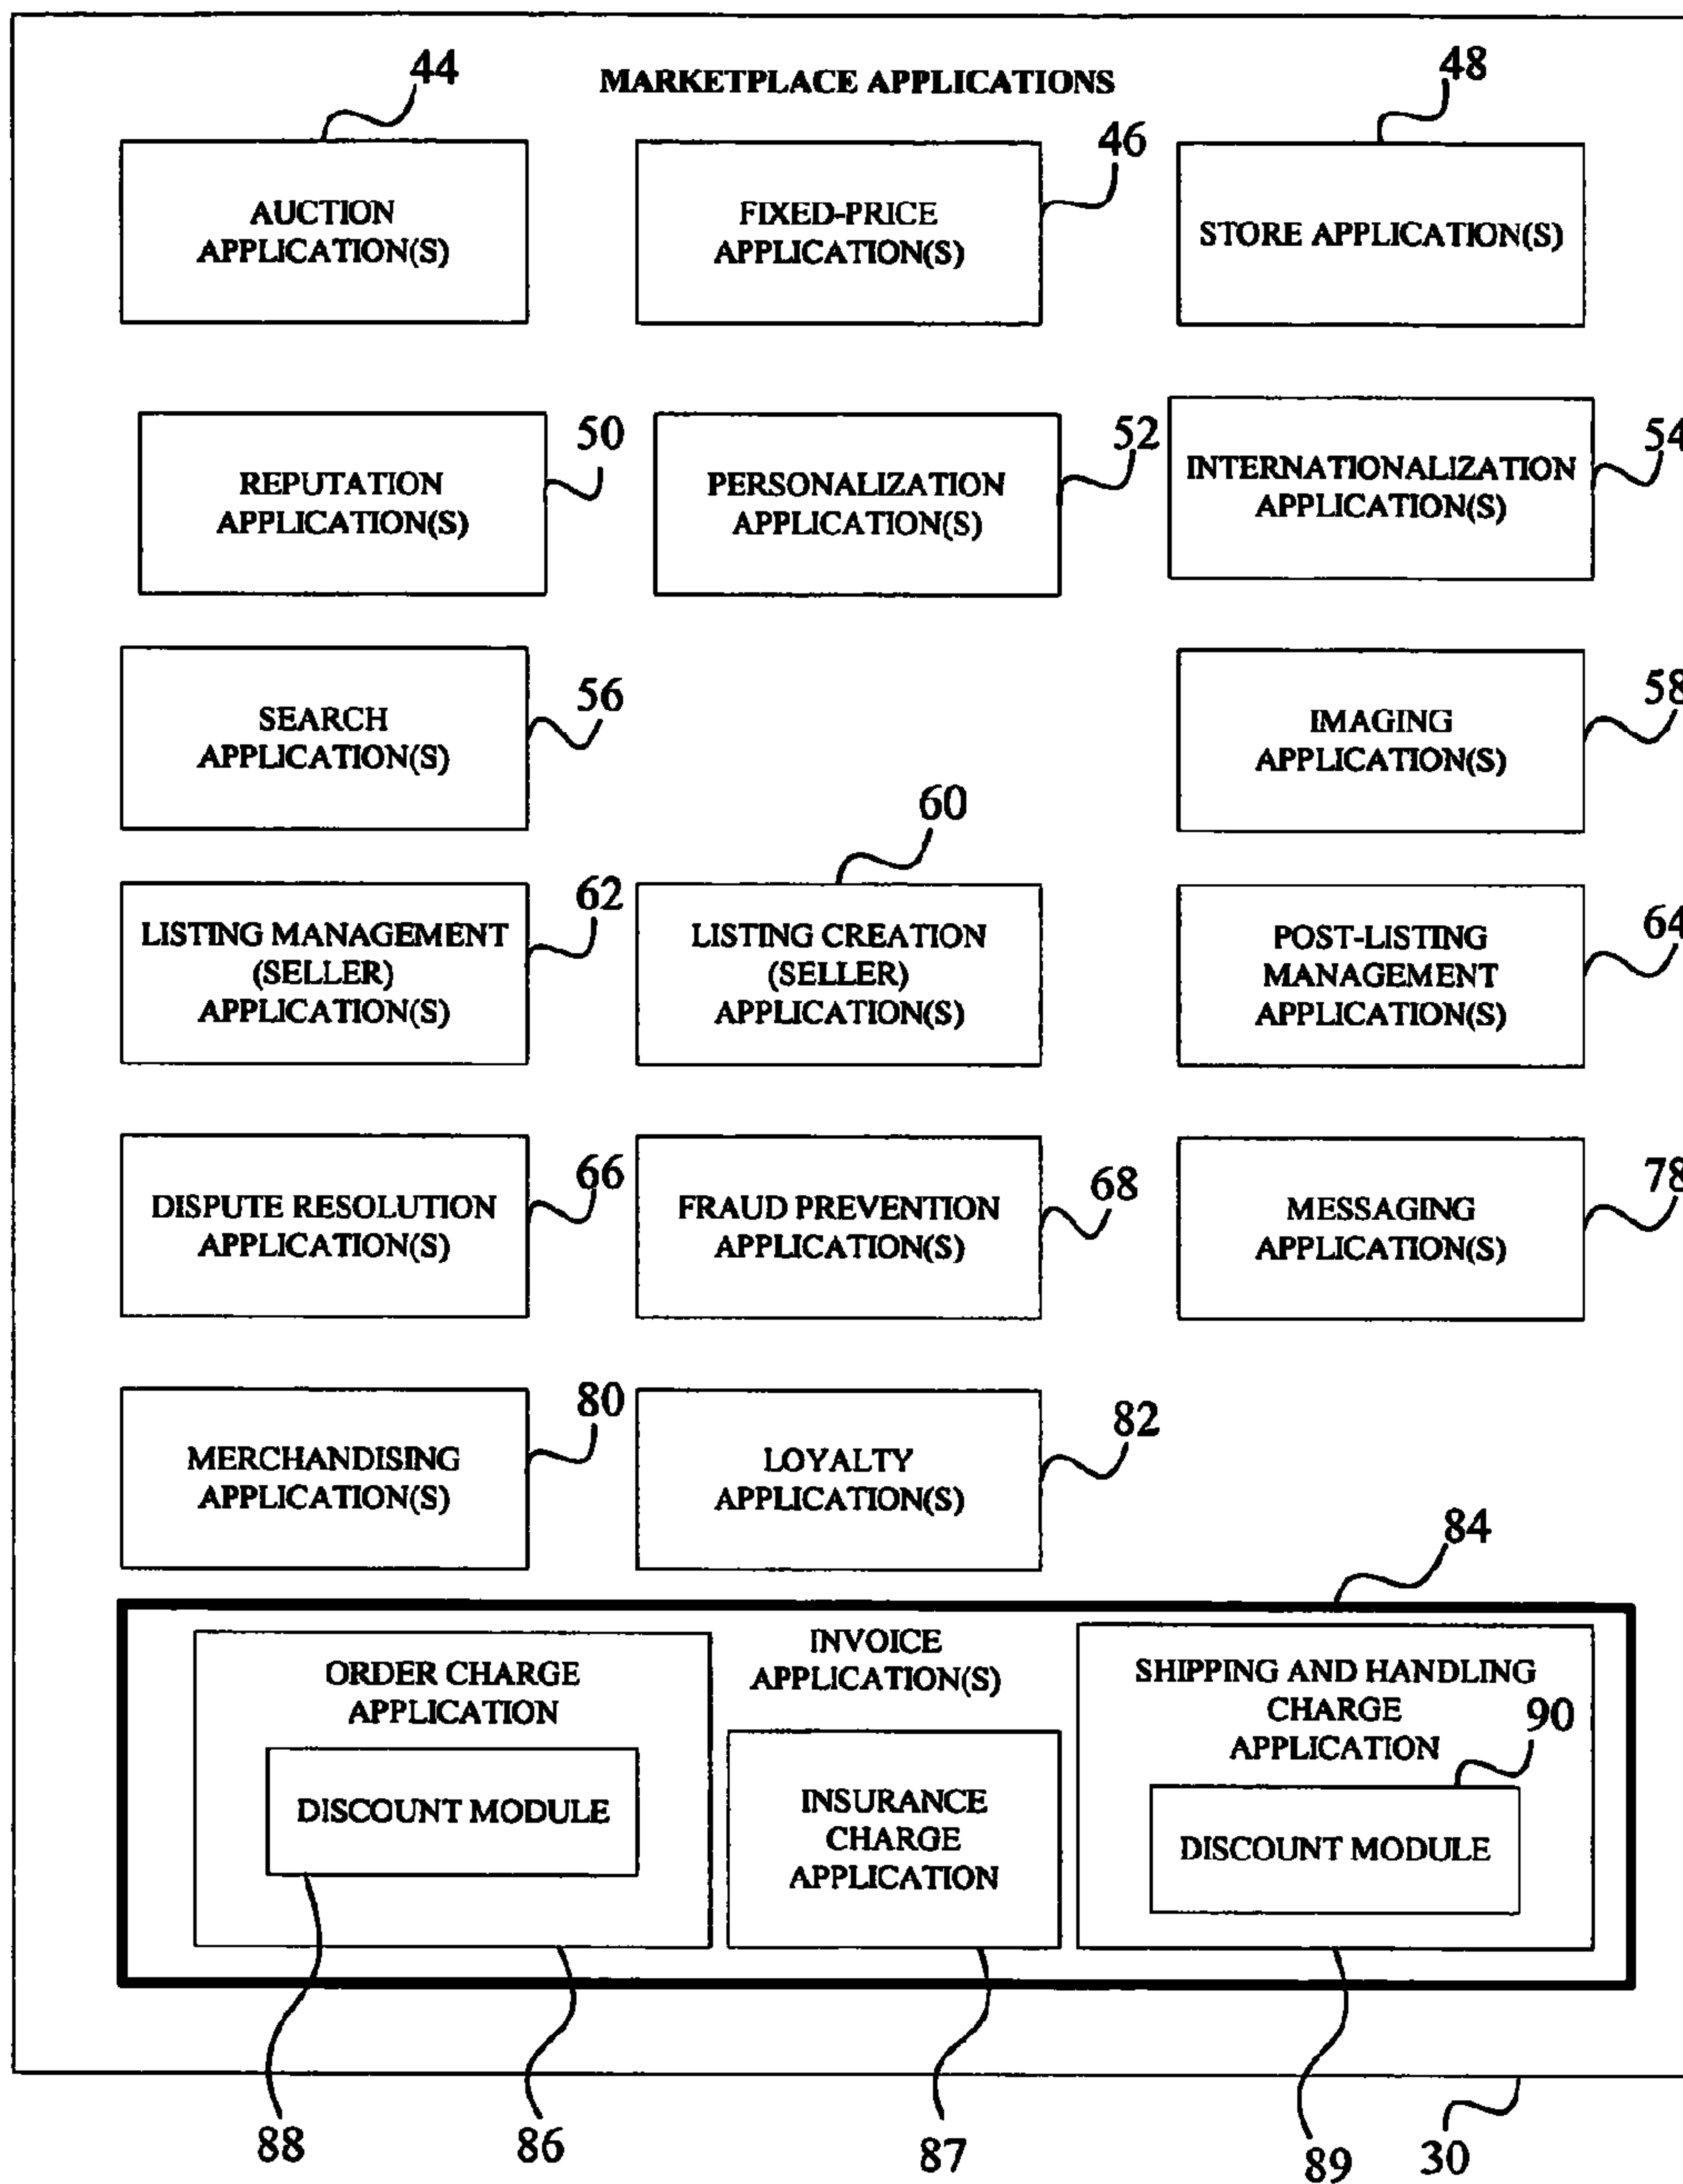 MARKETPLACE APPLICATIONS
44
46
48
AUCTION
APPLICATION(S)
FIXED-PRICE
APPLICATION(S)
STORE APPLICATION(S)
50
52
54
REPUTATION
APPLICATION(S)
PERSONALIZATION
APPLICATION(S)
INTERNATIONALIZATION
APPLICATION(S)
56
58
SEARCH
APPLICATION(S)
IMAGING
APPLICATION(S)
60
62
64
LISTING MANAGEMENT
(SELLER)
APPLICATION(S)
LISTING CREATION
(SELLER)
APPLICATION(S)
POST-LISTING
MANAGEMENT
APPLICATION(S)
66
68
78
DISPUTE RESOLUTION
APPLICATION(S)
FRAUD PREVENTION
APPLICATION(S)
MESSAGING
APPLICATION(S)
80
82
MERCHANDISING
APPLICATION(S)
LOYALTY
APPLICATION(S)
84
INVOICE
APPLICATION(S)
ORDER CHARGE
APPLICATION
DISCOUNT MODULE
INSURANCE
CHARGE
APPLICATION
SHIPPING AND HANDLING
CHARGE
APPLICATION
90
DISCOUNT MODULE
88
86
87
89
30